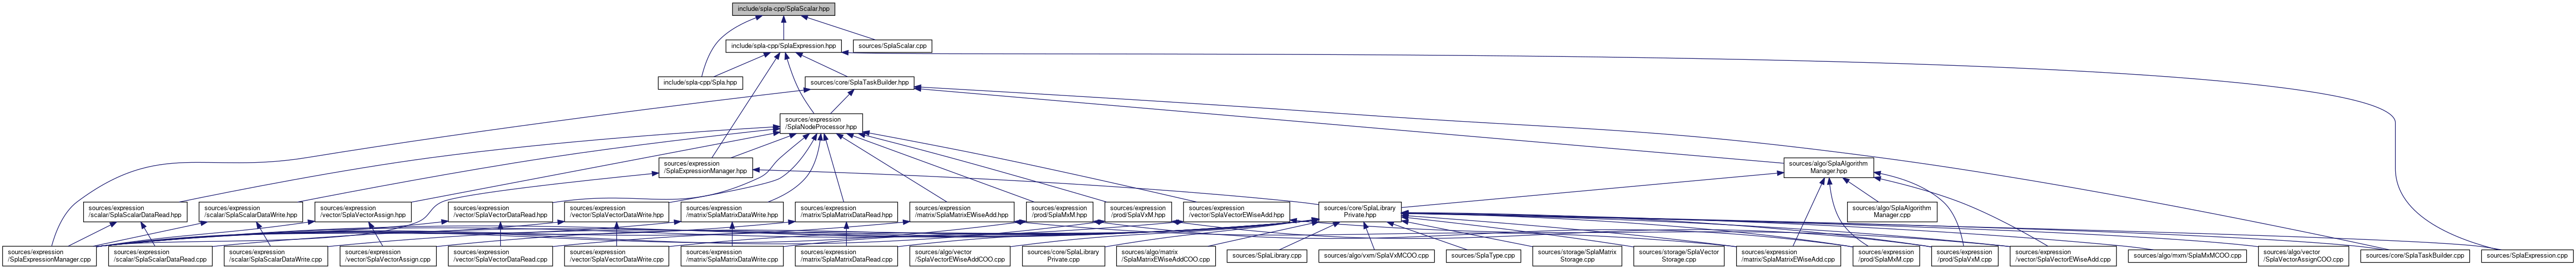 include/spla-cpp/SplaScalar.hpp
include/spla-cpp/SplaExpression.hpp
sources/SplaScalar.cpp
include/spla-cpp/Spla.hpp
sources/core/SplaTaskBuilder.hpp
sources/expression
/SplaNodeProcessor.hpp
sources/expression
/SplaExpressionManager.hpp
sources/algo/SplaAlgorithm
Manager.hpp
sources/expression
/scalar/SplaScalarDataRead.hpp
sources/expression
/scalar/SplaScalarDataWrite.hpp
sources/expression
/vector/SplaVectorAssign.hpp
sources/expression
/vector/SplaVectorDataRead.hpp
sources/expression
/vector/SplaVectorDataWrite.hpp
sources/expression
/matrix/SplaMatrixDataWrite.hpp
sources/expression
/matrix/SplaMatrixDataRead.hpp
sources/expression
/matrix/SplaMatrixEWiseAdd.hpp
sources/expression
/prod/SplaMxM.hpp
sources/expression
/prod/SplaVxM.hpp
sources/expression
/vector/SplaVectorEWiseAdd.hpp
sources/core/SplaLibrary
Private.hpp
sources/algo/SplaAlgorithm
Manager.cpp
sources/expression
/SplaExpressionManager.cpp
sources/expression
/scalar/SplaScalarDataRead.cpp
sources/expression
/scalar/SplaScalarDataWrite.cpp
sources/expression
/vector/SplaVectorAssign.cpp
sources/expression
/vector/SplaVectorDataRead.cpp
sources/expression
/vector/SplaVectorDataWrite.cpp
sources/expression
/matrix/SplaMatrixDataWrite.cpp
sources/expression
/matrix/SplaMatrixDataRead.cpp
sources/algo/vector
/SplaVectorEWiseAddCOO.cpp
sources/core/SplaLibrary
Private.cpp
sources/algo/matrix
/SplaMatrixEWiseAddCOO.cpp
sources/SplaLibrary.cpp
sources/algo/vxm/SplaVxMCOO.cpp
sources/SplaType.cpp
sources/storage/SplaMatrix
Storage.cpp
sources/storage/SplaVector
Storage.cpp
sources/expression
/matrix/SplaMatrixEWiseAdd.cpp
sources/expression
/prod/SplaMxM.cpp
sources/expression
/prod/SplaVxM.cpp
sources/expression
/vector/SplaVectorEWiseAdd.cpp
sources/algo/mxm/SplaMxMCOO.cpp
sources/algo/vector
/SplaVectorAssignCOO.cpp
sources/core/SplaTaskBuilder.cpp
sources/SplaExpression.cpp